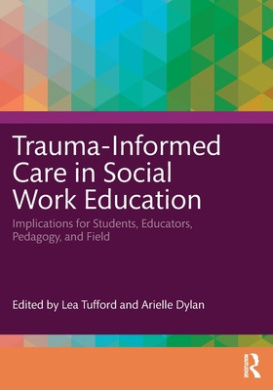 Trauma-Informed
Care in Social
Work Education
Implications for Students, Educators,
Pedagogy, and Field
Edited by Lea Tufford and Arielle Dylan
R